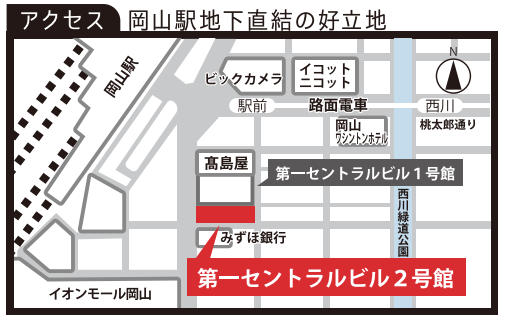 アクセス 岡山駅地下直結の好立地
岡山駅
ビックカメラ
イコット
ニコット
N
駅前
路面電車
西川
桃太郎通り
岡山
ワシントンホテル
髙島屋
第一セントラルビル1号館
西川緑道公園
みずほ銀行
第一セントラルビル2号館
イオンモール岡山